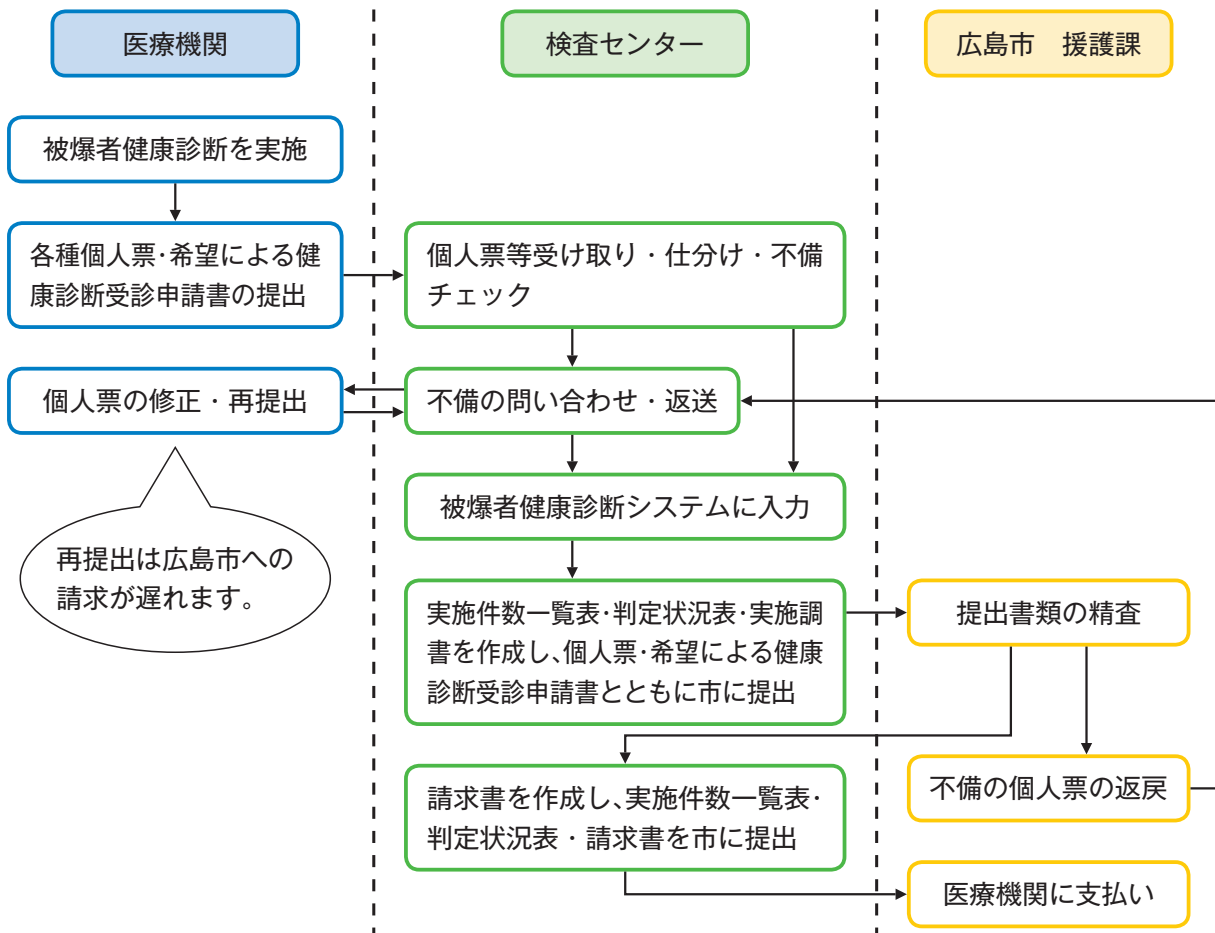 医療機関
検査センター
広島市　援護課
被爆者健康診断を実施
各種個人票・希望による健
康診断受診申請書の提出
個人票等受け取り・仕分け・不備
チェック
個人票の修正・再提出
不備の問い合わせ・返送
被爆者健康診断システムに入力
再提出は広島市への
請求が遅れます。
実施件数一覧表・判定状況表・実施調
書を作成し、個人票・希望による健康
診断受診申請書とともに市に提出
提出書類の精査
請求書を作成し、実施件数一覧表・
判定状況表・請求書を市に提出
不備の個人票の返戻
医療機関に支払い